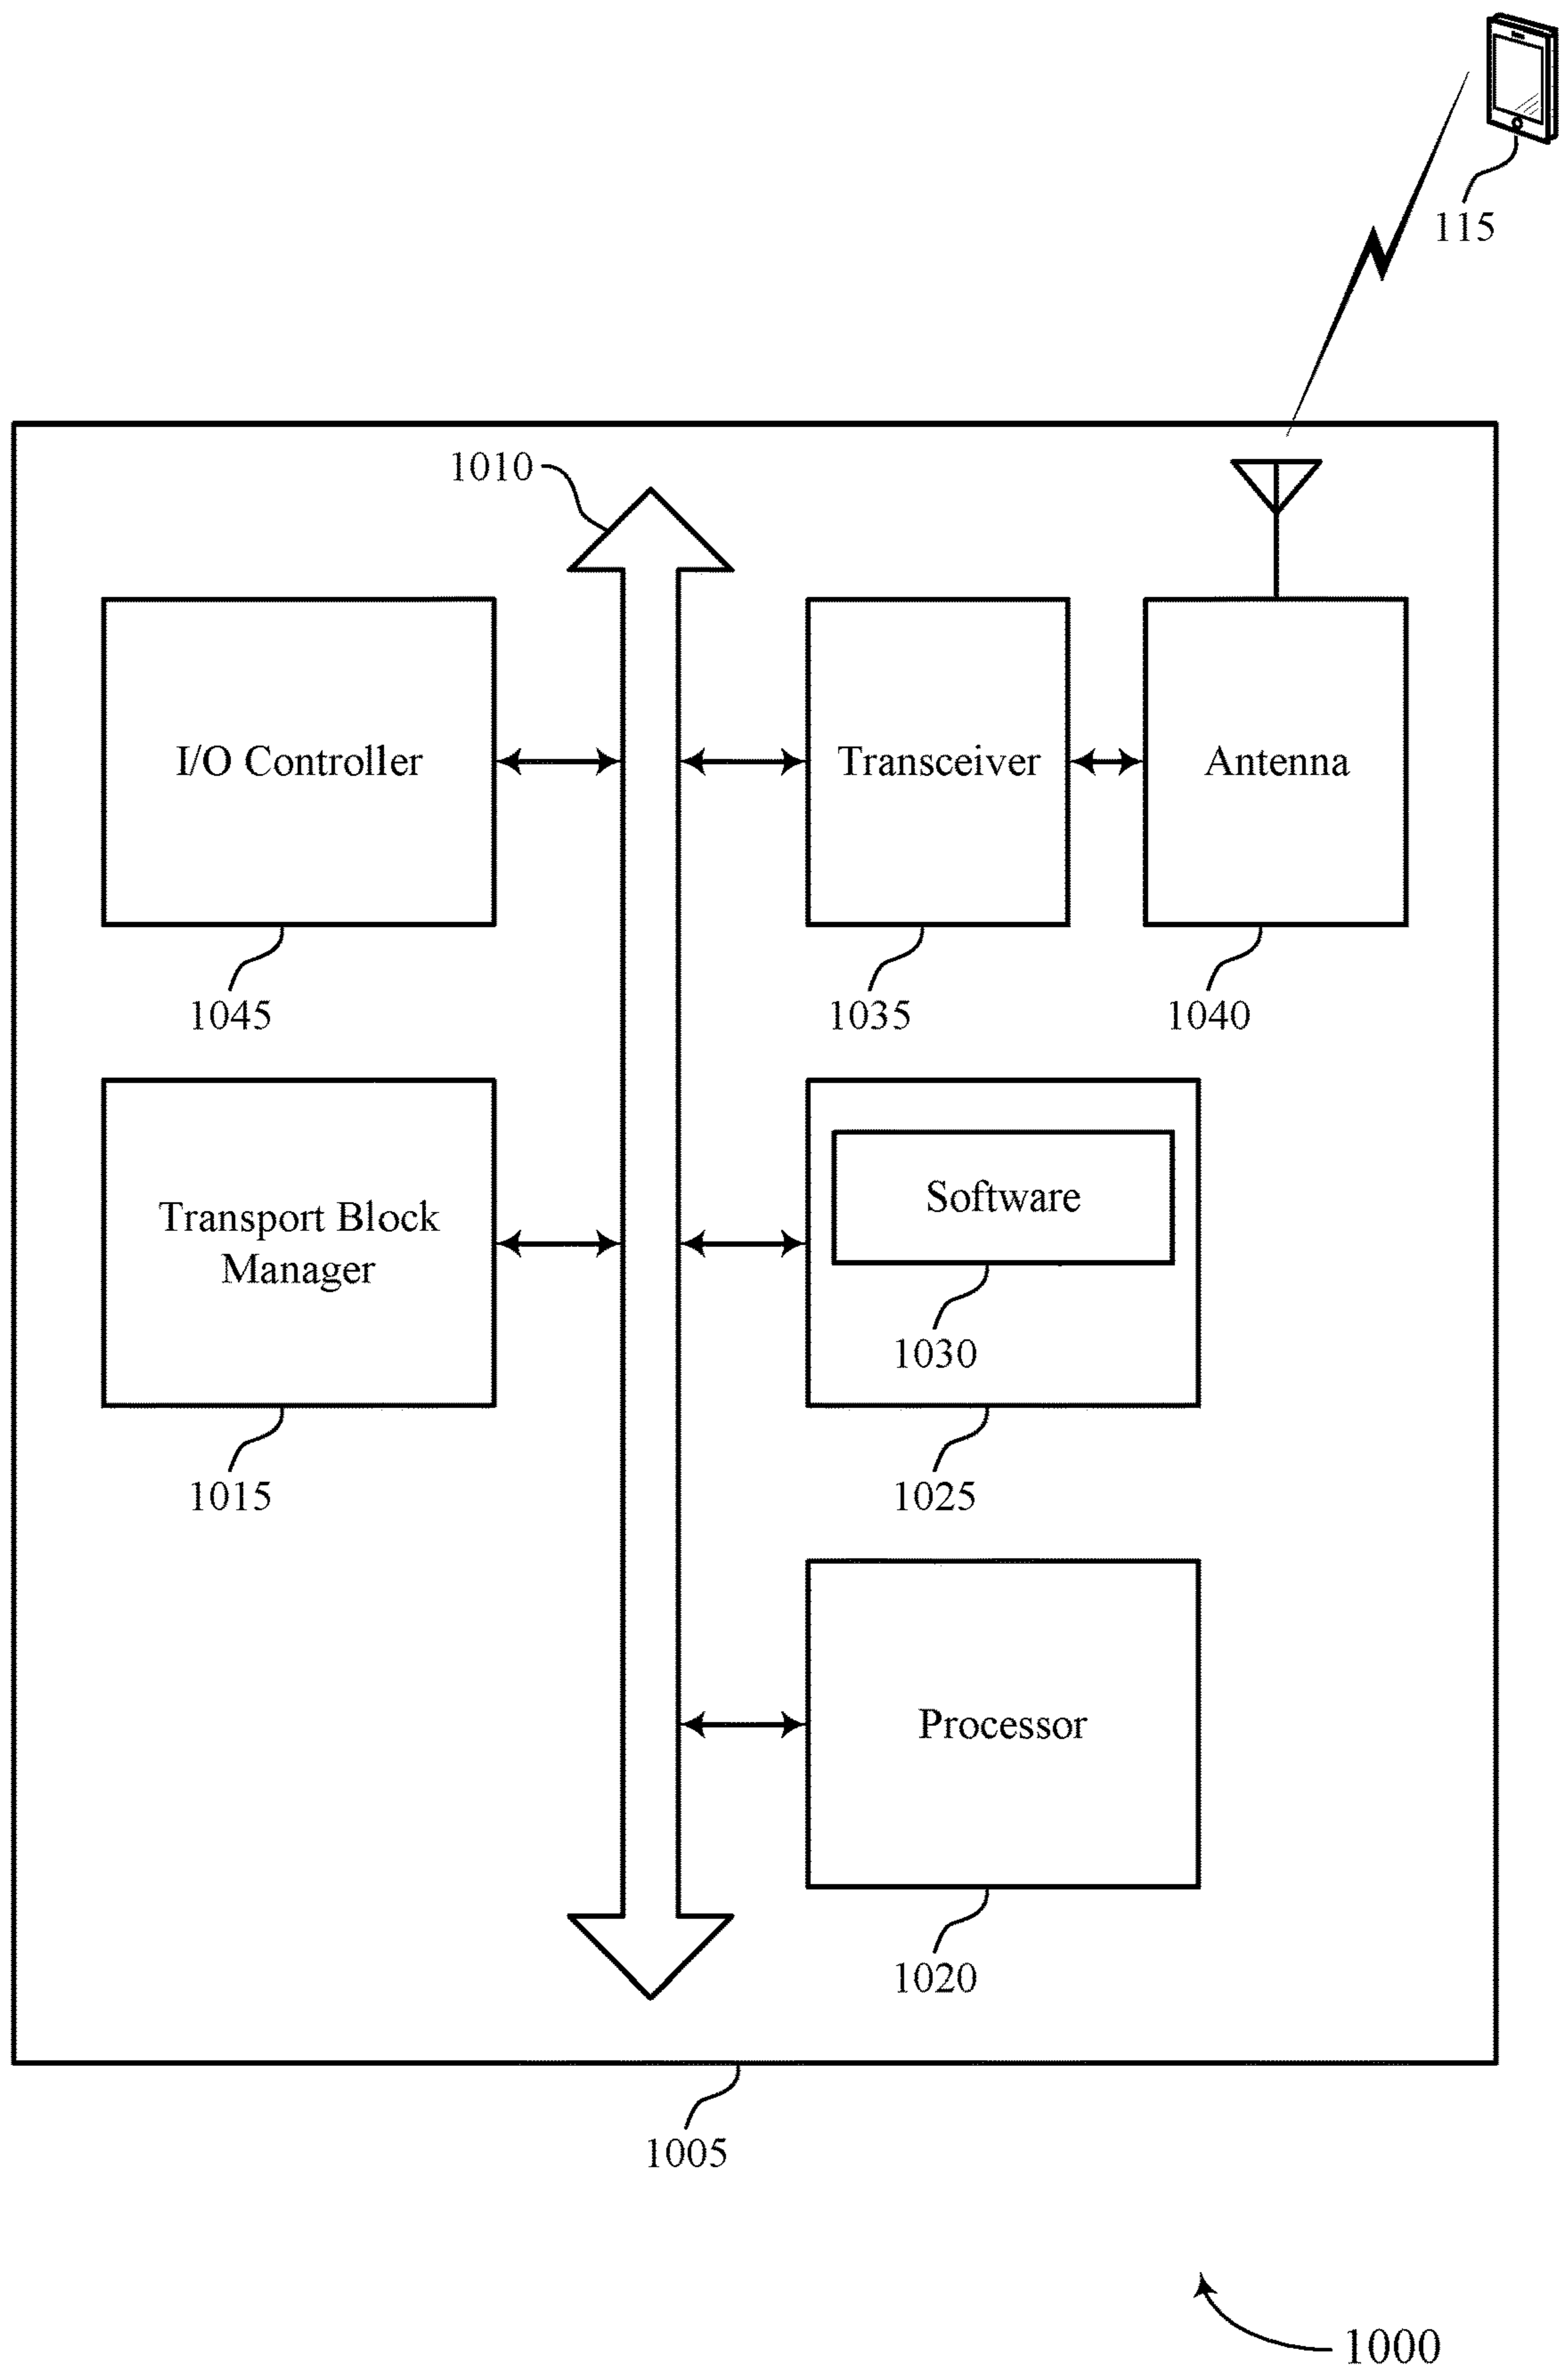 115
1010
I/O Controller
Transceiver
Antenna
1045
1035
1040
Transport Block
Manager
Software
1030
1015
1025
Processor
1020
1005
1000